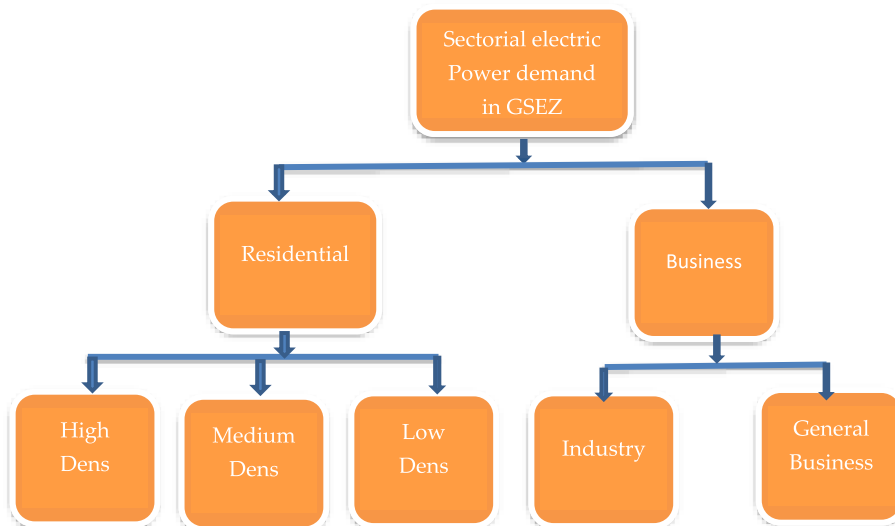 Sectorial electric
Power demand
in GSEZ
Residential
Business
High
Dens
Medium
Dens
Low
Dens
Industry
General
Business